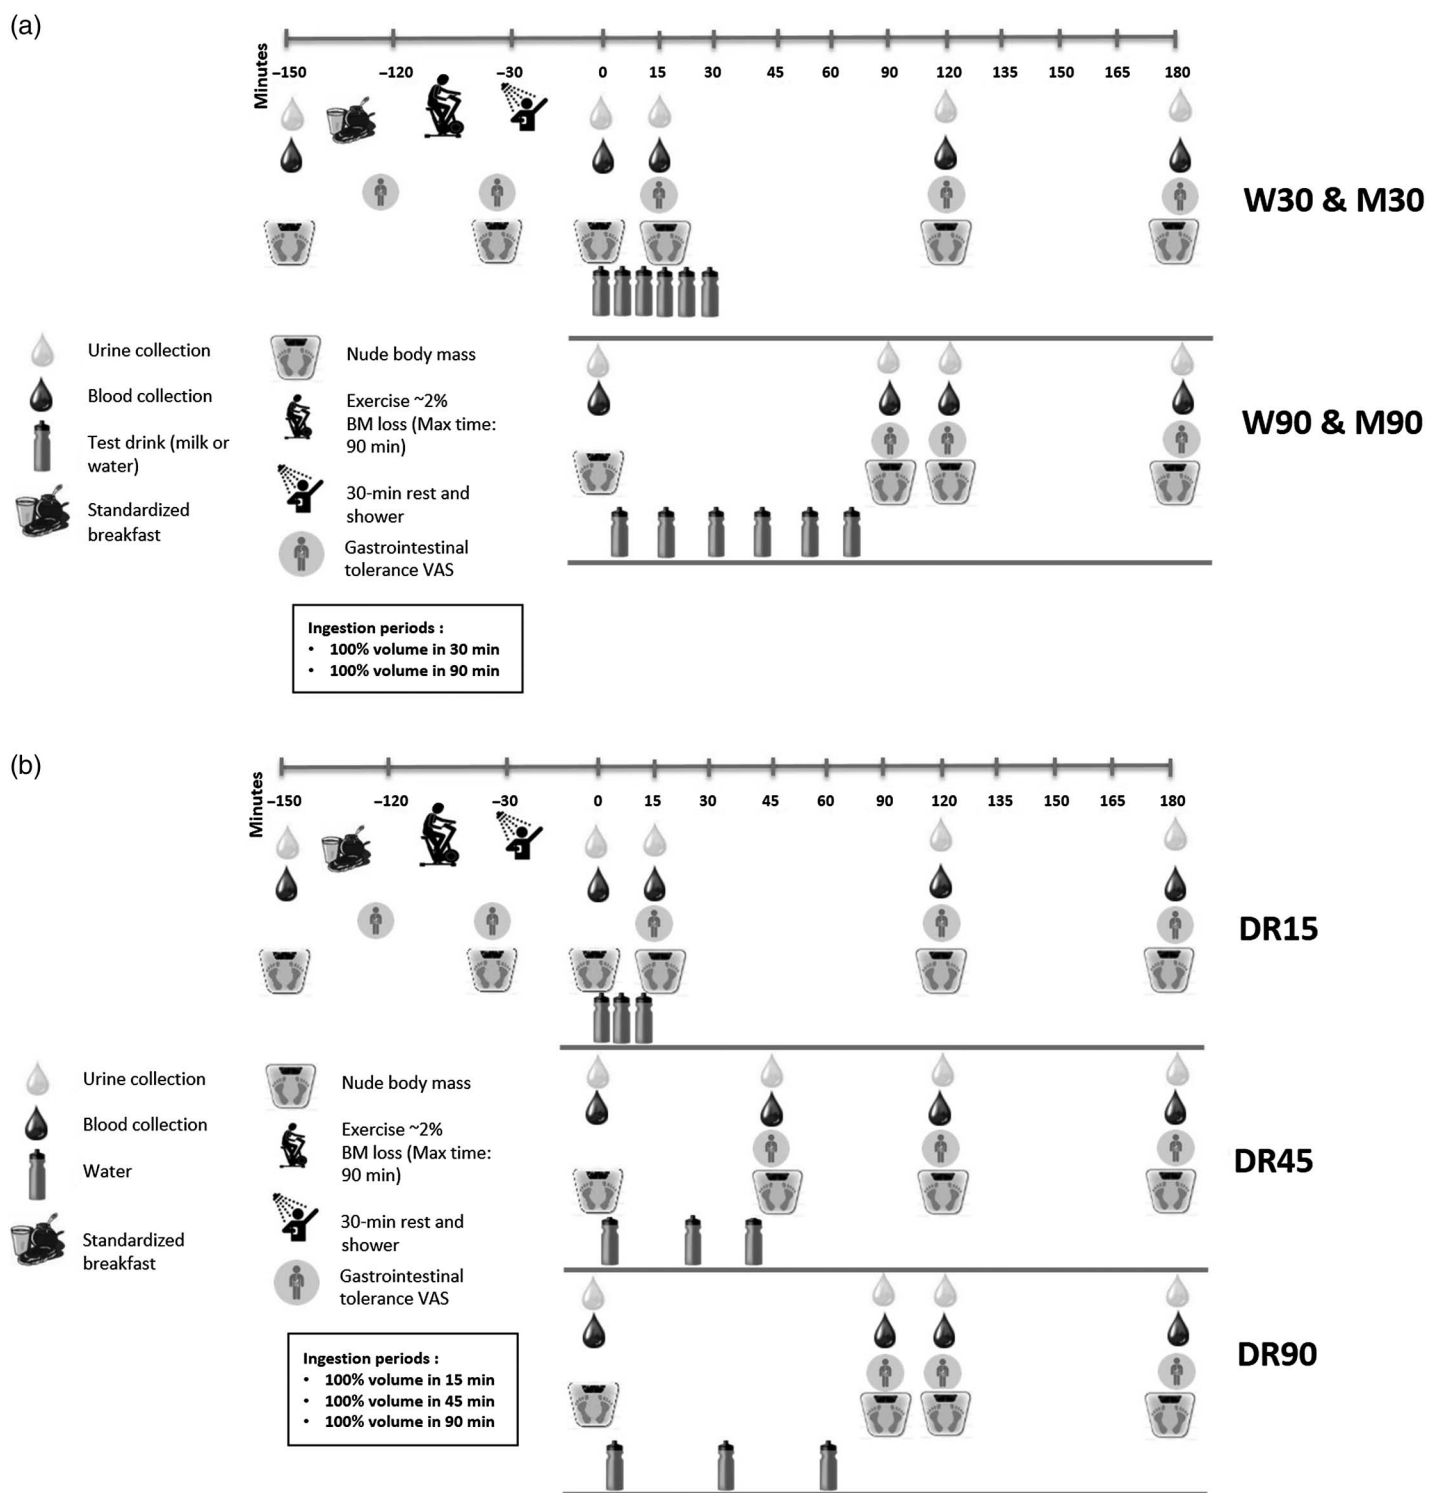 (a)
Minutes
–150 –120 –30 0 15 30 45 60 90 120 135 150 165 180
W30 & M30
Urine collection
Blood collection
Test drink (milk or
water)
Standardized
breakfast
Nude body mass
Exercise ~2%
BM loss (Max time:
90 min)
30-min rest and
shower
Gastrointestinal
tolerance VAS
W90 & M90
Ingestion periods :
• 100% volume in 30 min
• 100% volume in 90 min
(b)
Minutes
–150 –120 –30 0 15 30 45 60 90 120 135 150 165 180
DR15
Urine collection
Blood collection
Water
Standardized
breakfast
Nude body mass
Exercise ~2%
BM loss (Max time:
90 min)
30-min rest and
shower
Gastrointestinal
tolerance VAS
DR45
DR90
Ingestion periods :
• 100% volume in 15 min
• 100% volume in 45 min
• 100% volume in 90 min